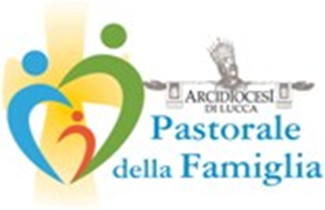 ARCIDIOCESI
DI LUCCA
Pastorale
della Famiglia